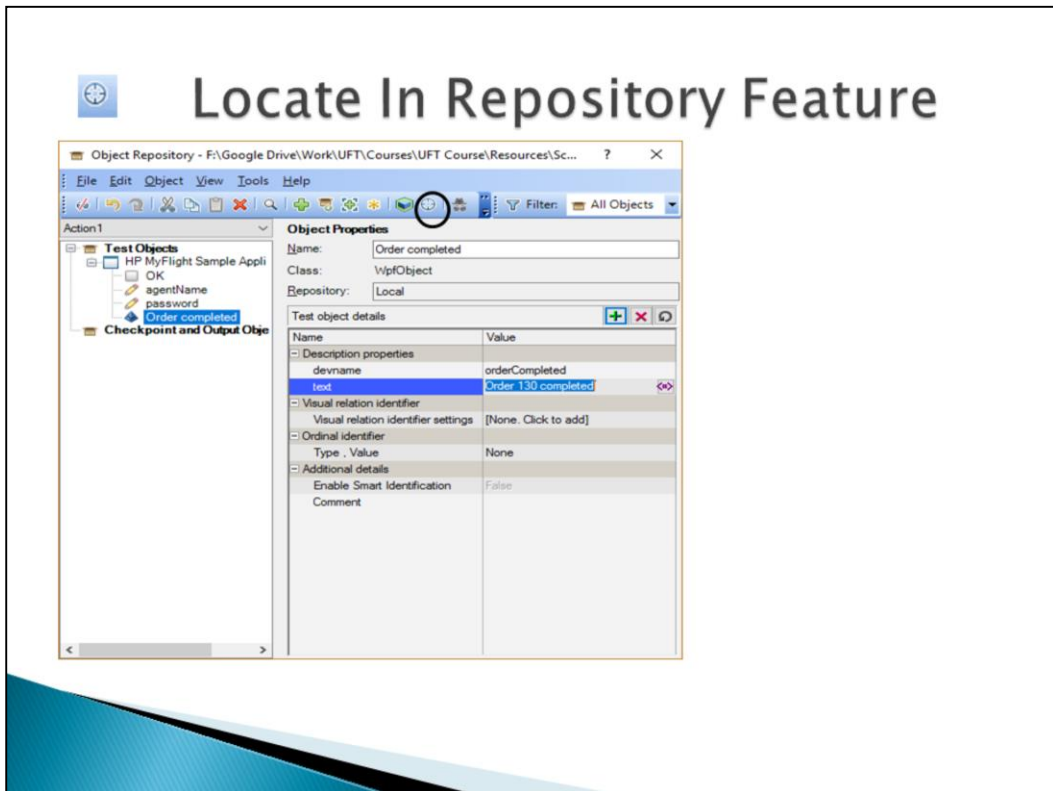 Locate In Repository Feature
Object Repository - F:\Google Drive\Work\UFT\Courses\UFT Course\Resources\Sc... ? ×
File Edit Object View Tools Help
Filter: All Objects
Action1
Test Objects
HP MyFlight Sample Appli
OK
agentName
password
Order completed
Checkpoint and Output Obje
Object Properties
Name: Order completed
Class: WpfObject
Repository: Local
Test object details
Name Value
Description properties
devname orderCompleted
text Order 130 completed
Visual relation identifier
Visual relation identifier settings [None. Click to add]
Ordinal identifier
Type , Value None
Additional details
Enable Smart Identification False
Comment